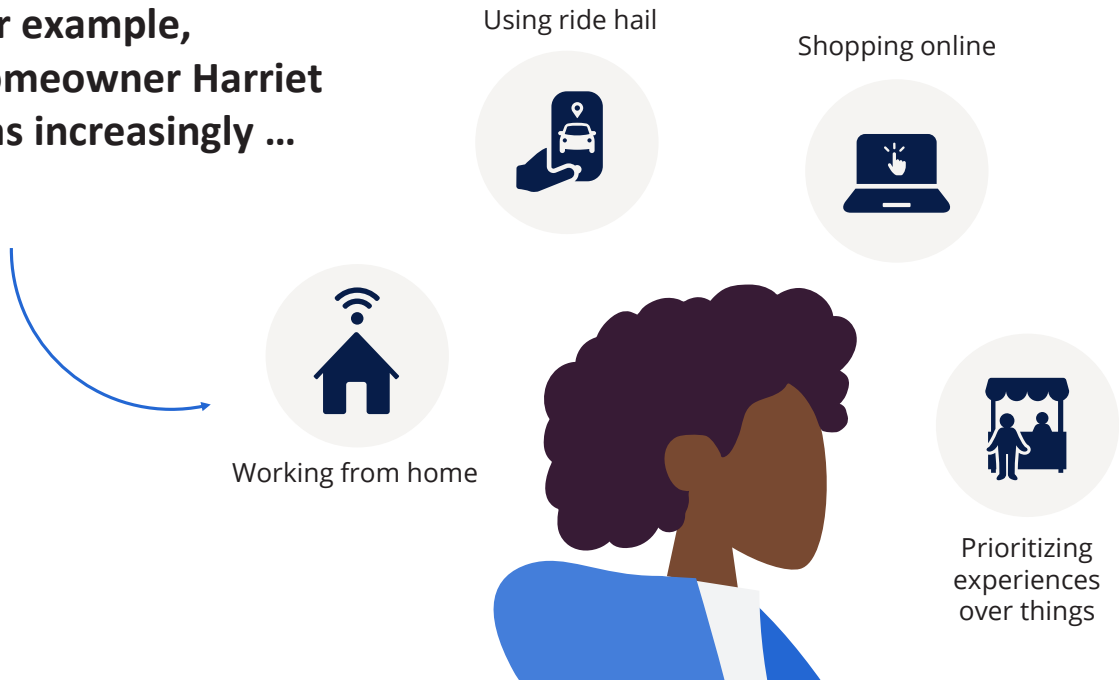 r example,
omeowner Harriet
as increasingly ...
Using ride hail
Shopping online
Working from home
Prioritizing
experiences
over things